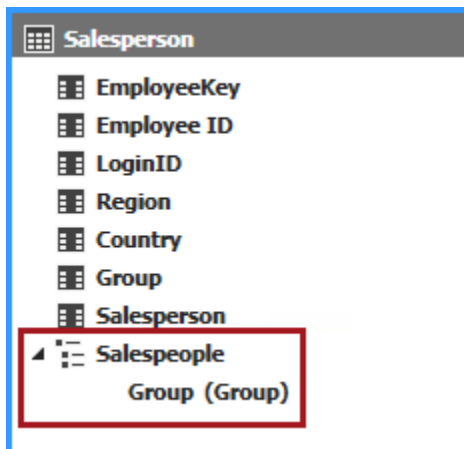 Salesperson
EmployeeKey
Employee ID
LoginID
Region
Country
Group
Salesperson
Salespeople
Group (Group)